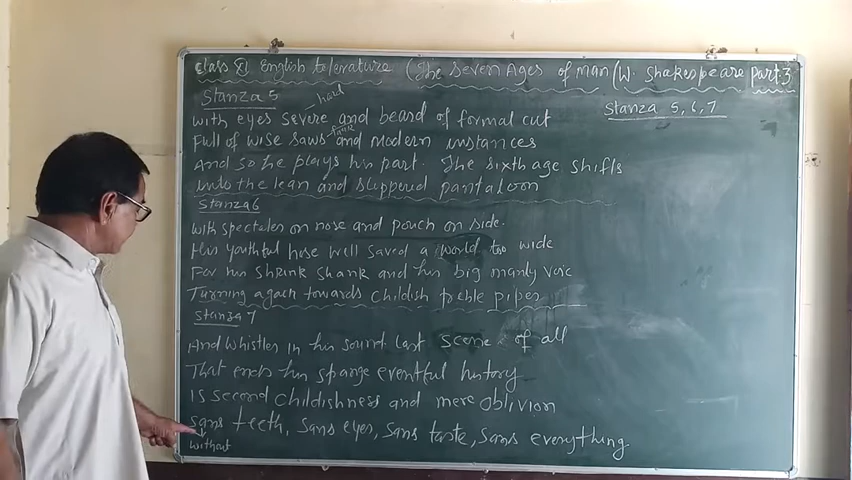 Class XI English teterature (The Seven Ages of man (W. Shakespeare Part 3
Stanza 5
Stanza 5, 6, 7
hard
With eyes severe and beard of formal cut
Full of wise saws and modern instances
And so he plays his part. The sixth age shifts
into the lean and slippered pantaloon
Stanza 6
With spectales on nose and pouch on side.
His youthful hose well saved a world too wide
For his shrink shank and his big manly voic
Turning again towards childish treble pipes
Stanza 7
And whistles in his sound last scene of all
That ends his strange eventful history
Is second childishness and mere oblivion
Sans teeth, Sans eyes, Sans taste, Sans everything
without